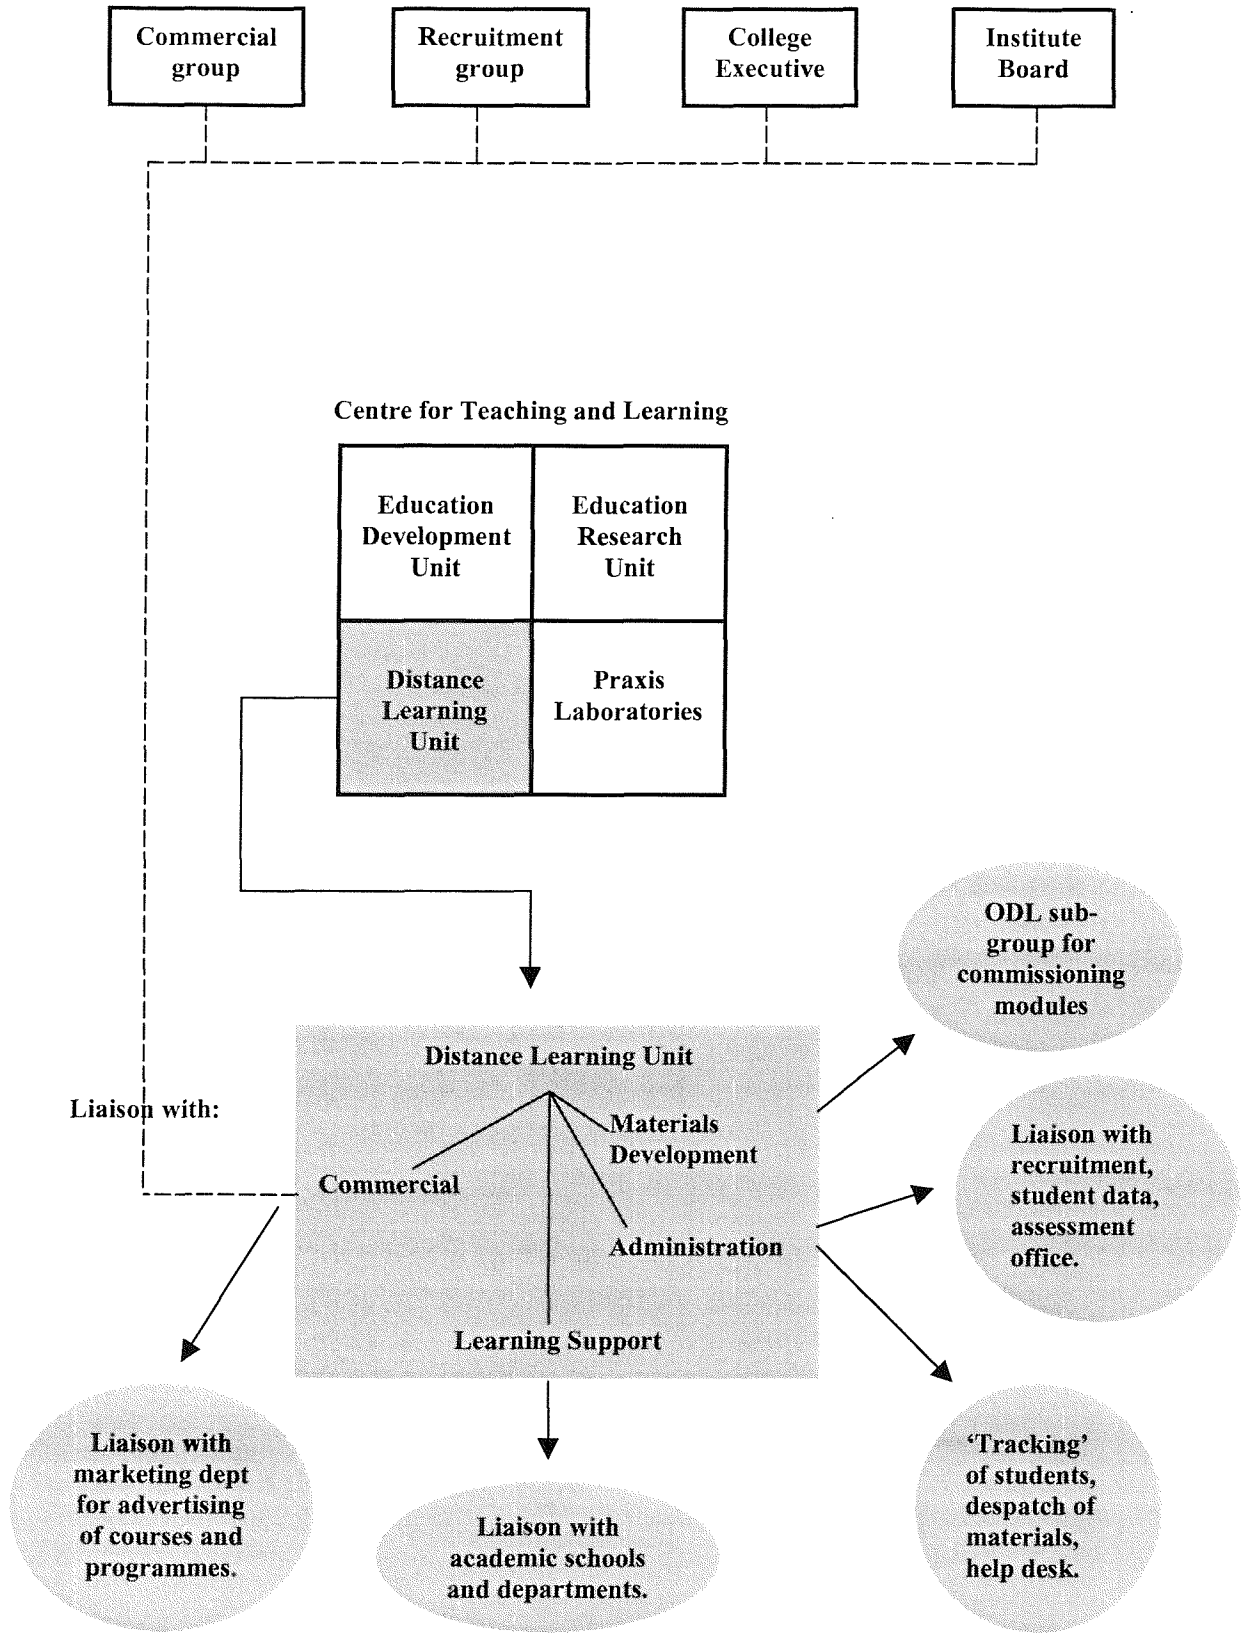 Commercial
group
Recruitment
group
College
Executive
Institute
Board
Centre for Teaching and Learning
Education
Development
Unit
Education
Research
Unit
Distance
Learning
Unit
Praxis
Laboratories
ODL sub-
group for
commissioning
modules
Distance Learning Unit
Liaison with:
Materials
Development
Commercial
Administration
Learning Support
Liaison with
recruitment,
student data,
assessment
office.
Liaison with
marketing dept
for advertising
of courses and
programmes.
Liaison with
academic schools
and departments.
‘Tracking’
of students,
despatch of
materials,
help desk.